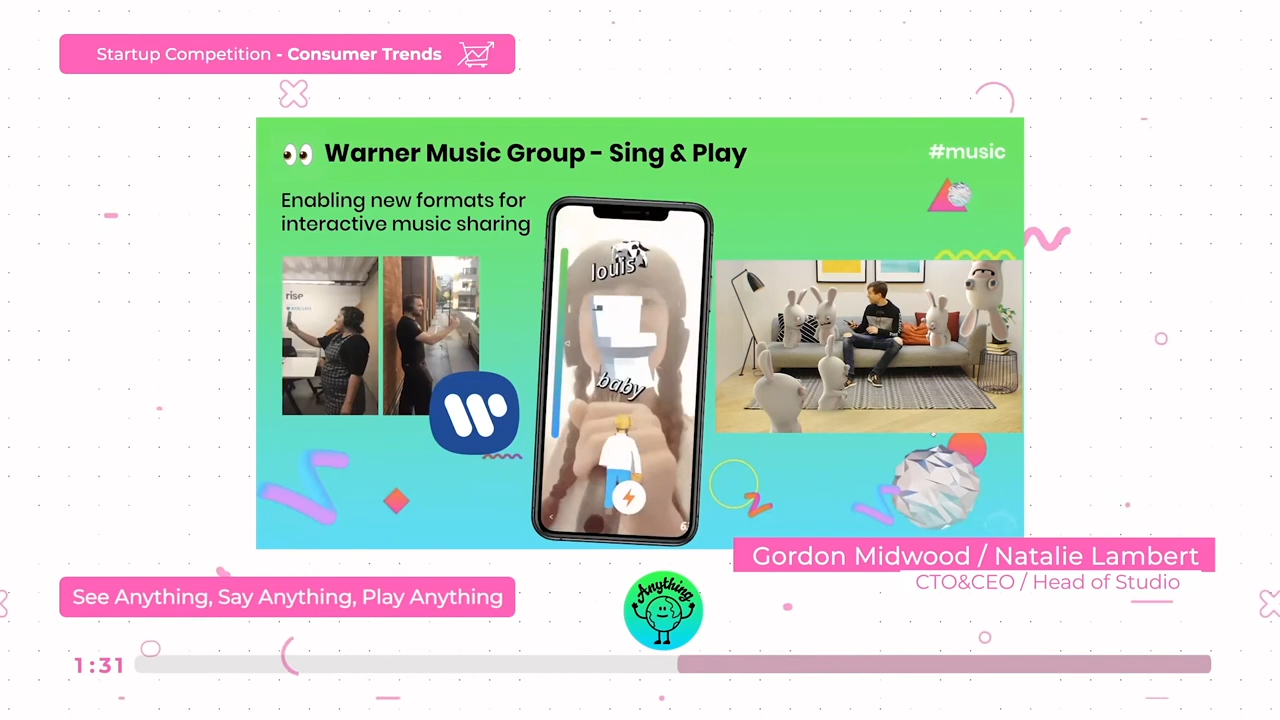 Startup Competition - Consumer Trends
Warner Music Group - Sing & Play
#music
Enabling new formats for
interactive music sharing
rise
louis
baby
Gordon Midwood / Natalie Lambert
CTO&CEO / Head of Studio
See Anything, Say Anything, Play Anything
Anything
1:31